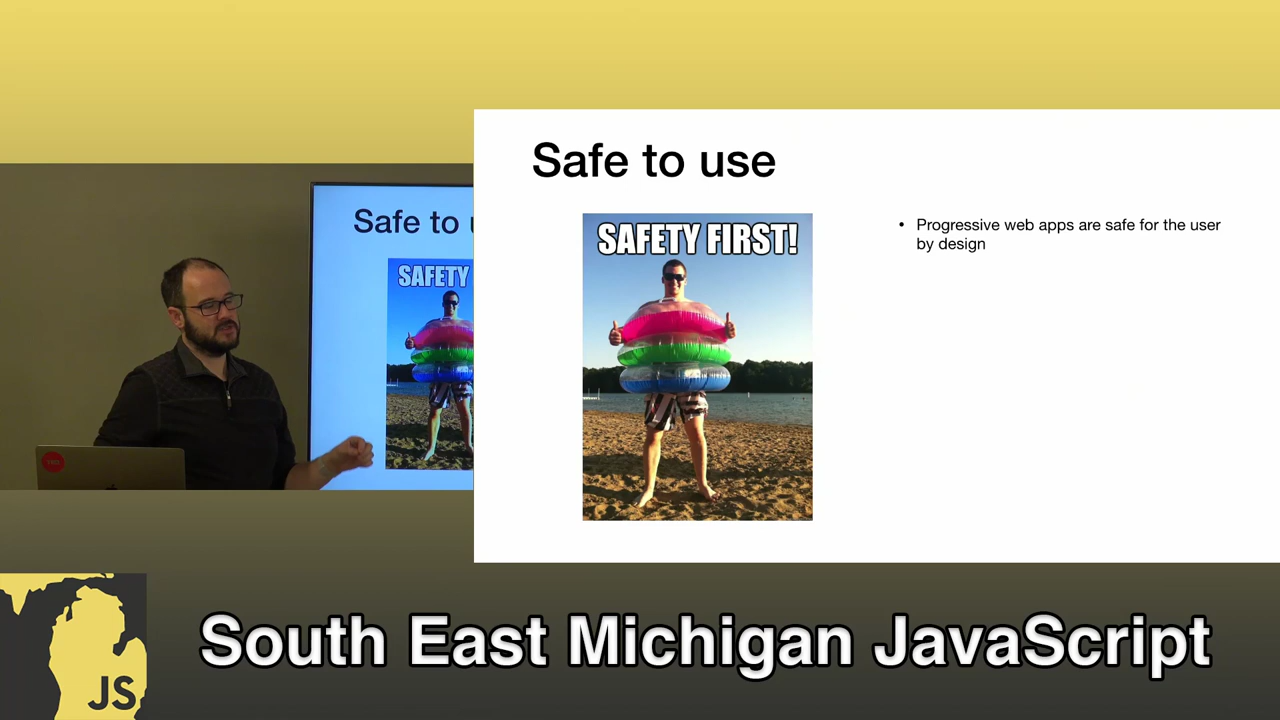 Safe to use
SAFETY FIRST!
• Progressive web apps are safe for the user
by design
Safe to
SAFETY
South East Michigan JavaScript
JS